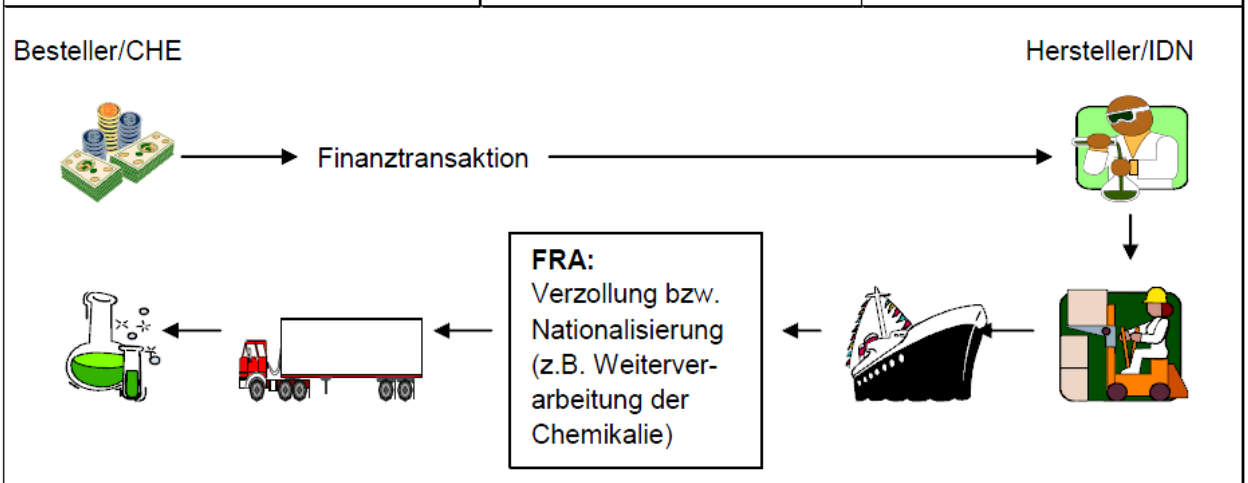 Besteller/CHE
Hersteller/IDN
Finanztransaktion
FRA:
Verzollung bzw.
Nationalisierung
(z.B. Weiterver-
arbeitung der
Chemikalie)